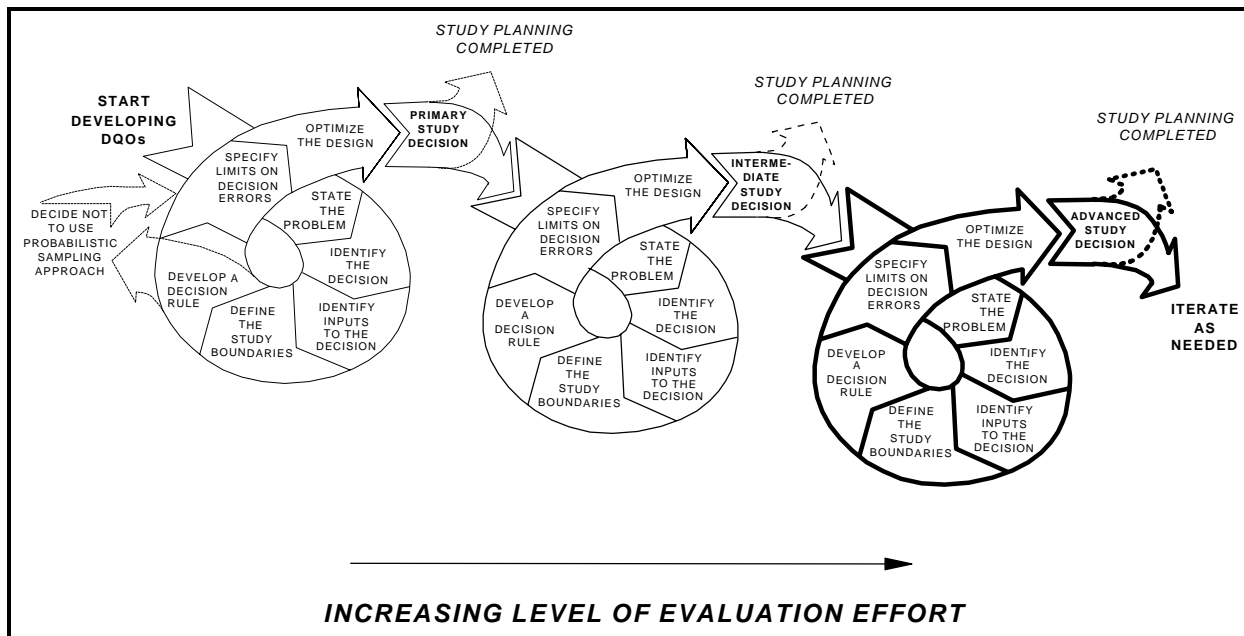 STUDY PLANNING
COMPLETED
START
DEVELOPING
DQOs
OPTIMIZE
THE DESIGN
PRIMARY
STUDY
DECISION
SPECIFY
LIMITS ON
DECISION
ERRORS
STATE
THE
PROBLEM
DECIDE NOT
TO USE
PROBABILISTIC
SAMPLING
APPROACH
IDENTIFY
THE
DECISION
DEVELOP A
DECISION
RULE
DEFINE
THE
STUDY
BOUNDARIES
IDENTIFY
INPUTS
TO THE
DECISION
STUDY PLANNING
COMPLETED
OPTIMIZE
THE DESIGN
INTERME-
DIATE STUDY
DECISION
SPECIFY
LIMITS ON
DECISION
ERRORS
STATE
THE
PROBLEM
IDENTIFY
THE
DECISION
DEVELOP
A
DECISION
RULE
DEFINE
THE
STUDY
BOUNDARIES
IDENTIFY
INPUTS
TO THE
DECISION
STUDY PLANNING
COMPLETED
OPTIMIZE
THE DESIGN
ADVANCED
STUDY
DECISION
SPECIFY
LIMITS ON
DECISION
ERRORS
STATE
THE
PROBLEM
ITERATE
AS
NEEDED
IDENTIFY
THE
DECISION
DEVELOP
A
DECISION
RULE
DEFINE
THE
STUDY
BOUNDARIES
IDENTIFY
INPUTS
TO THE
DECISION
INCREASING LEVEL OF EVALUATION EFFORT